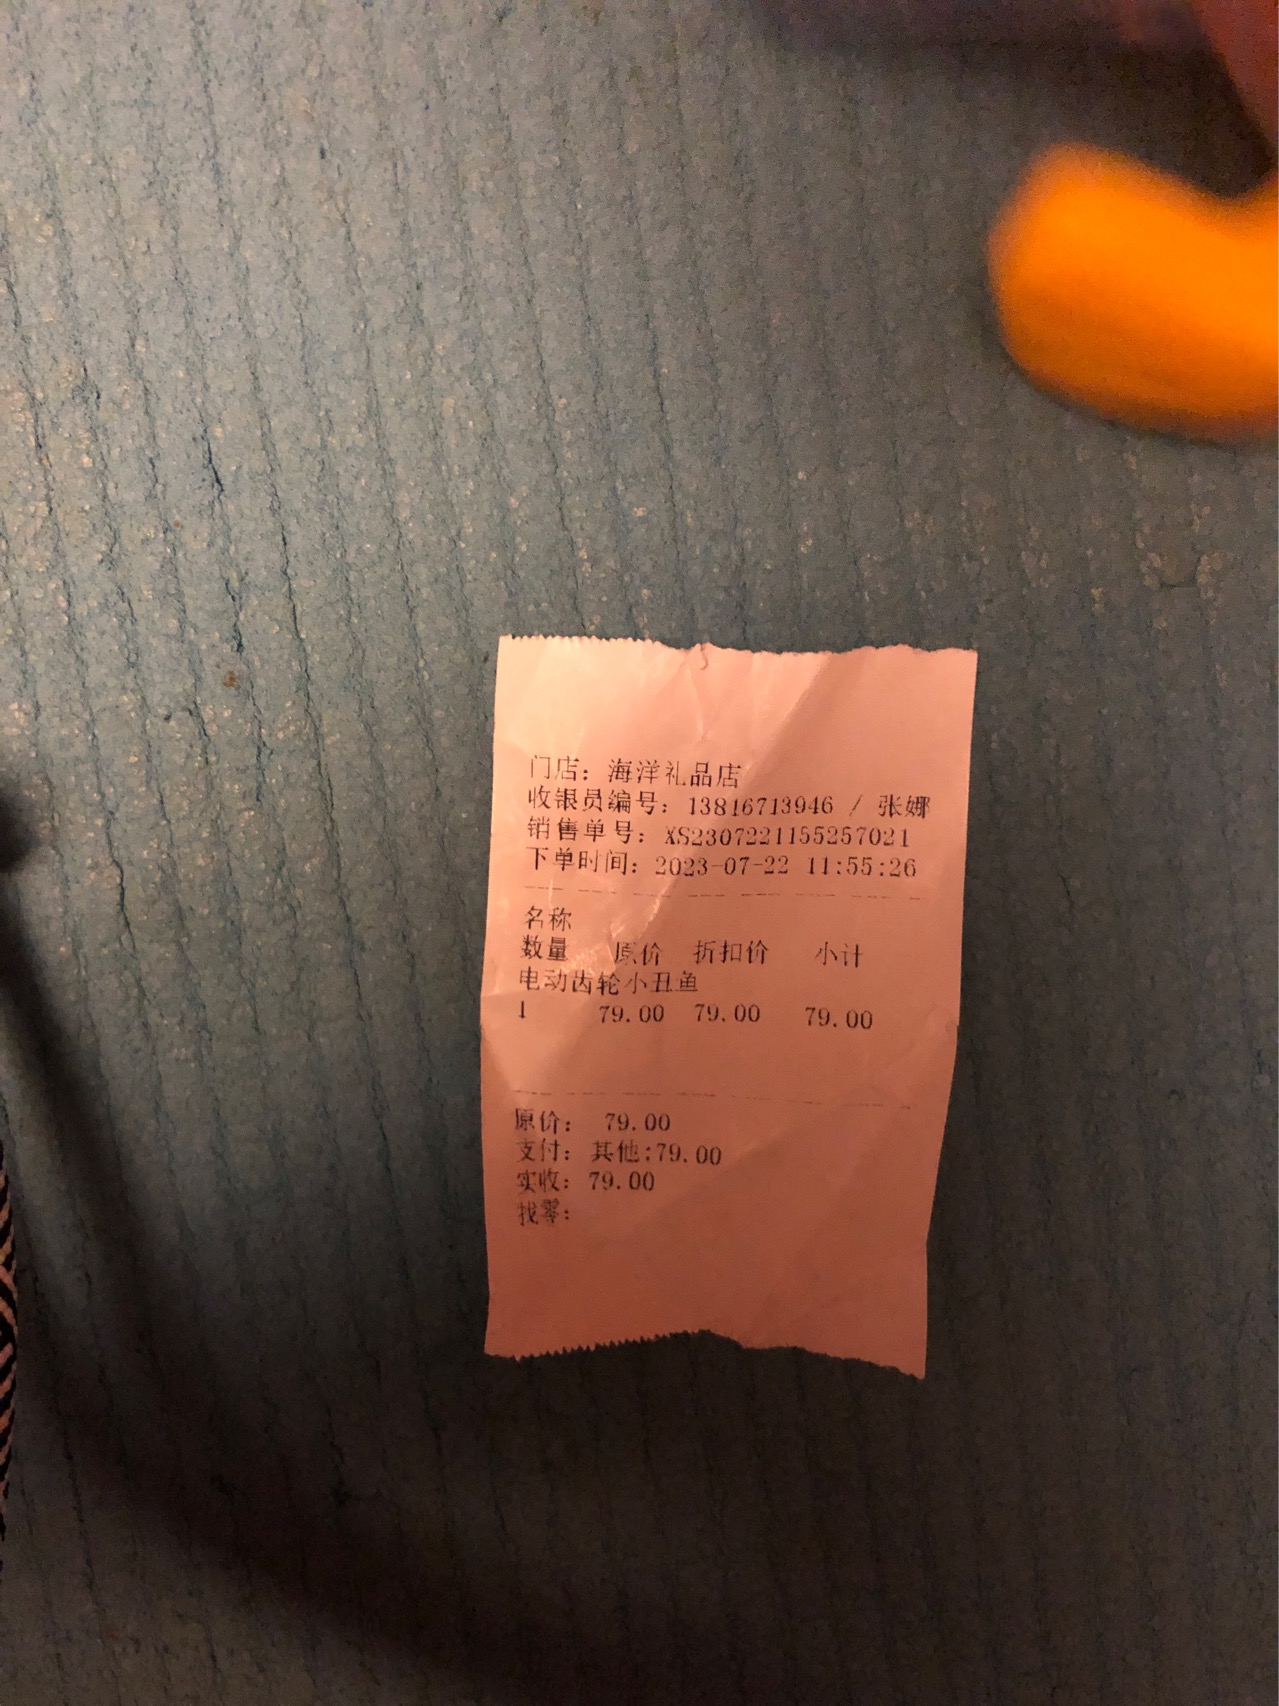 门店：海洋礼品店
收银员编号：13816713946 / 张娜
销售单号：XS2307221155257021
下单时间：2023-07-22 11:55:26
名称
数量 原价 折扣价 小计
电动齿轮小丑鱼
1 79.00 79.00 79.00
原价： 79.00
支付：其他:79.00
实收：79.00
找零：